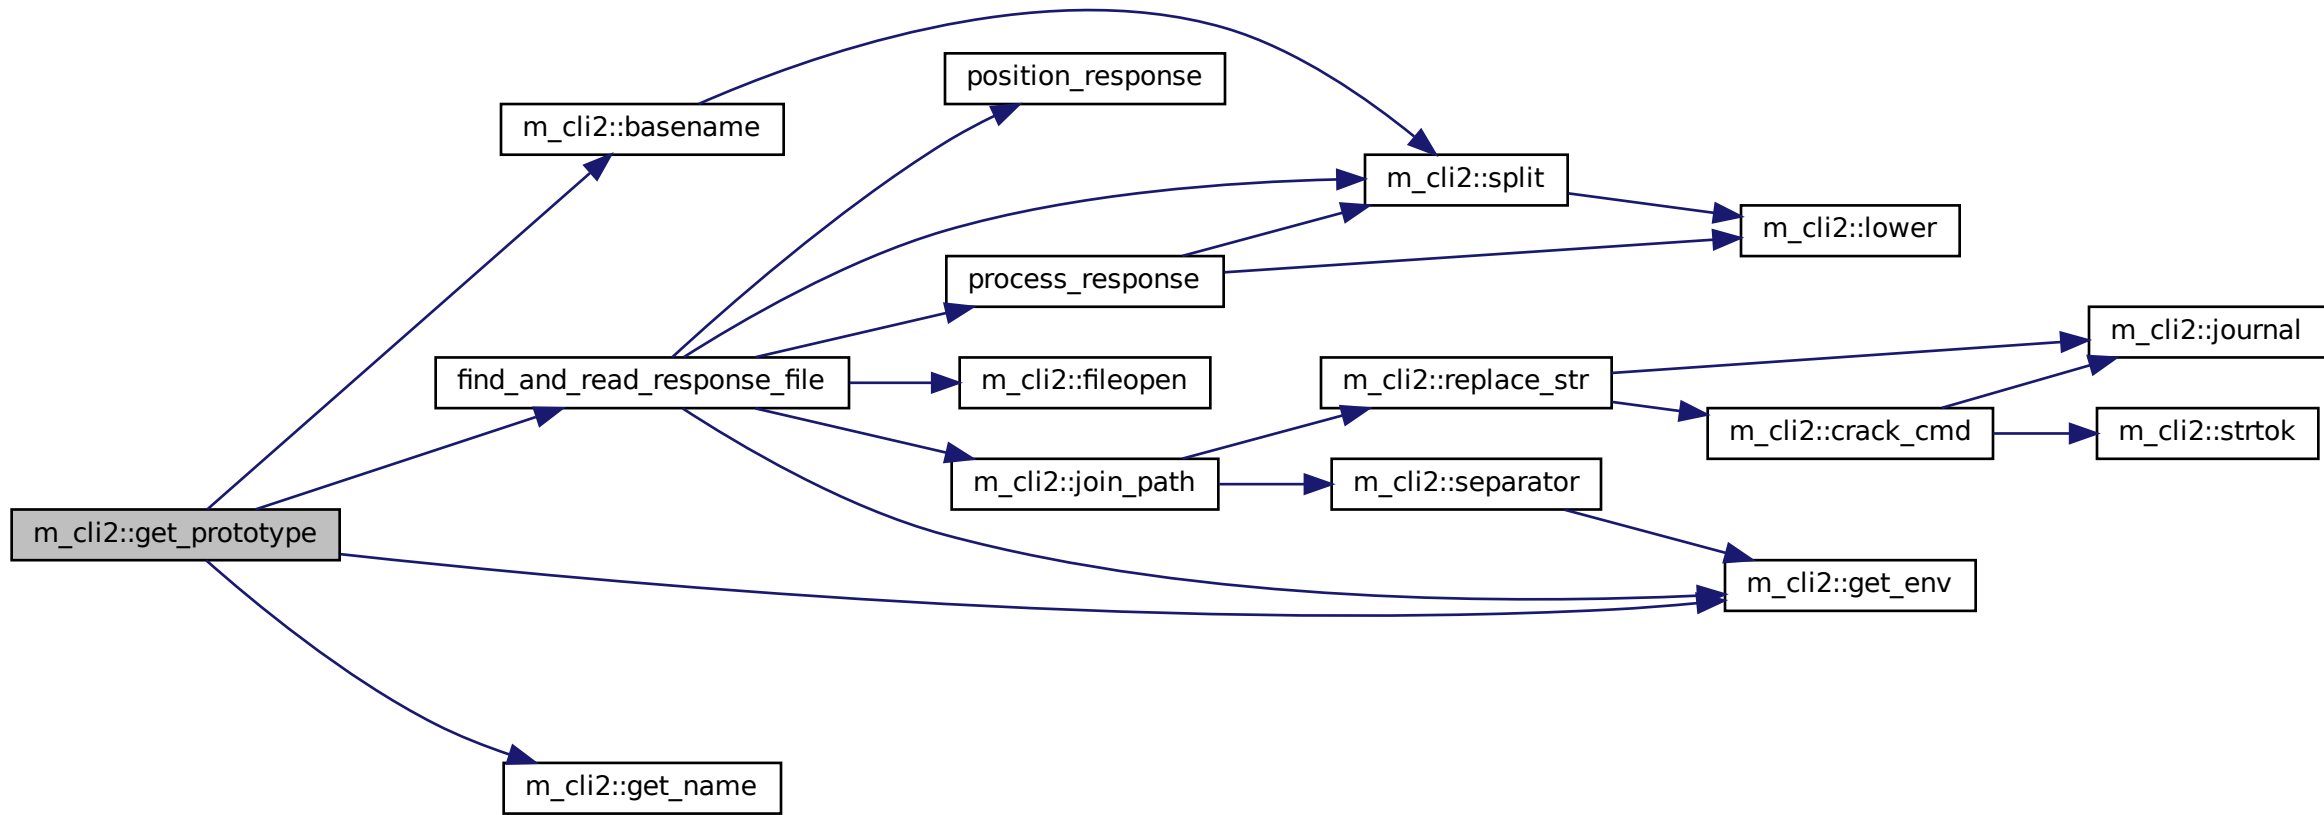 position_response
m_cli2::basename
m_cli2::split
m_cli2::lower
process_response
m_cli2::journal
find_and_read_response_file
m_cli2::fileopen
m_cli2::replace_str
m_cli2::crack_cmd
m_cli2::strtok
m_cli2::join_path
m_cli2::separator
m_cli2::get_prototype
m_cli2::get_env
m_cli2::get_name